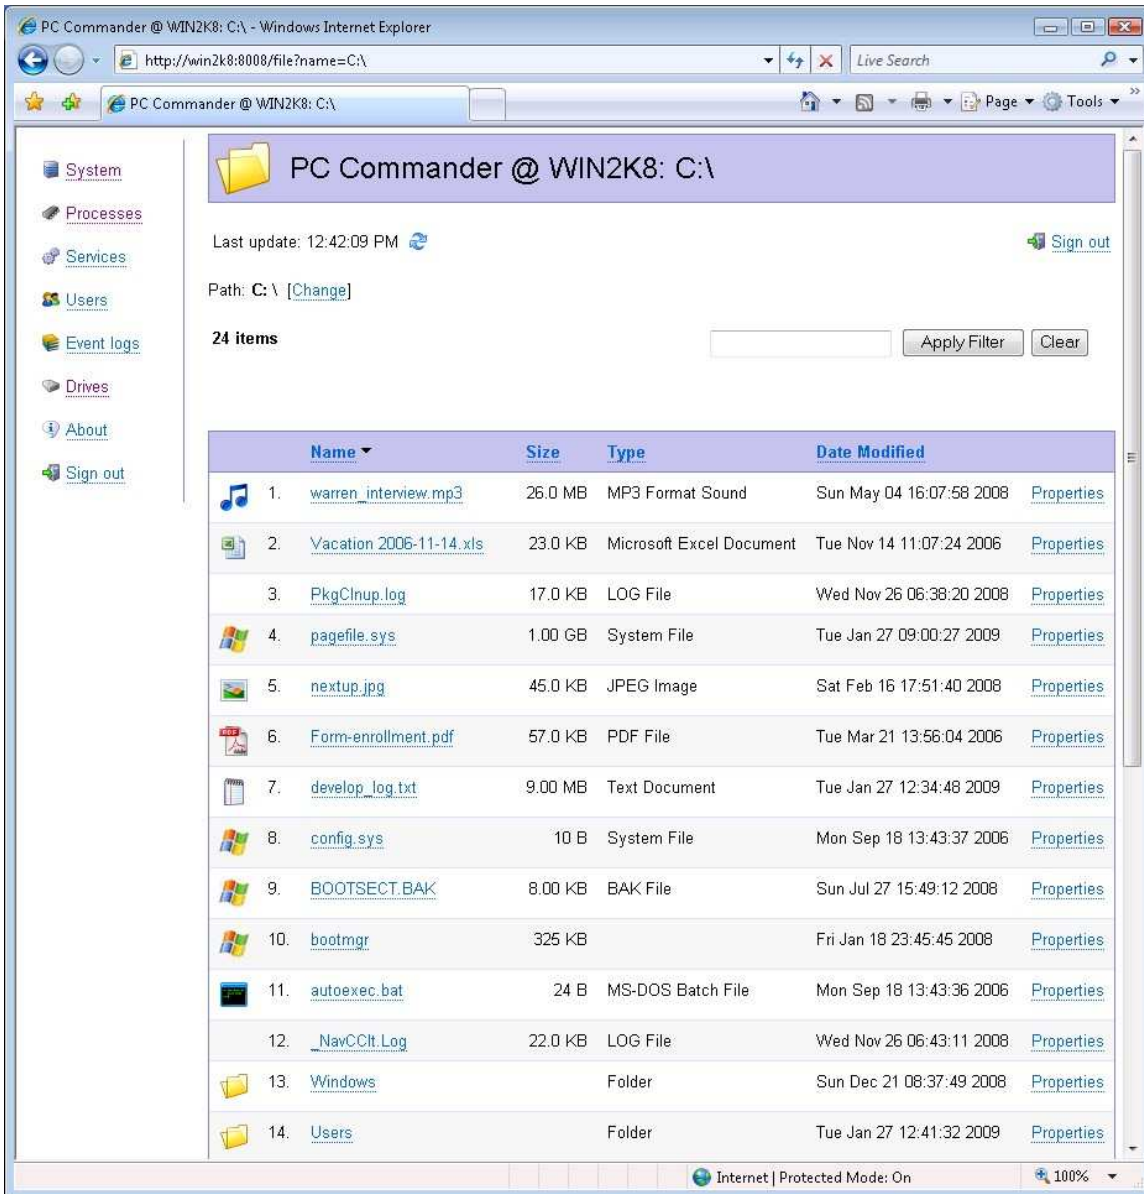 PC Commander @ WIN2K8: C:\ - Windows Internet Explorer
http://win2k8:8008/file?name=C:\
Live Search
PC Commander @ WIN2K8: C:\
Page
Tools
System
Processes
Services
Users
Event logs
Drives
About
Sign out
PC Commander @ WIN2K8: C:\
Last update: 12:42:09 PM
Sign out
Path: C: \ [Change]
24 items
Apply Filter
Clear
Name Size Type Date Modified
1. warren_interview.mp3 26.0 MB MP3 Format Sound Sun May 04 16:07:58 2008 Properties
2. Vacation 2006-11-14.xls 23.0 KB Microsoft Excel Document Tue Nov 14 11:07:24 2006 Properties
3. PkgClnup.log 17.0 KB LOG File Wed Nov 26 06:38:20 2008 Properties
4. pagefile.sys 1.00 GB System File Tue Jan 27 09:00:27 2009 Properties
5. nextup.jpg 45.0 KB JPEG Image Sat Feb 16 17:51:40 2008 Properties
6. Form-enrollment.pdf 57.0 KB PDF File Tue Mar 21 13:56:04 2006 Properties
7. develop_log.txt 9.00 MB Text Document Tue Jan 27 12:34:48 2009 Properties
8. config.sys 10 B System File Mon Sep 18 13:43:37 2006 Properties
9. BOOTSECT.BAK 8.00 KB BAK File Sun Jul 27 15:49:12 2008 Properties
10. bootmgr 325 KB Fri Jan 18 23:45:45 2008 Properties
11. autoexec.bat 24 B MS-DOS Batch File Mon Sep 18 13:43:36 2006 Properties
12. _NavCClt.Log 22.0 KB LOG File Wed Nov 26 06:43:11 2008 Properties
13. Windows Folder Sun Dec 21 08:37:49 2008 Properties
14. Users Folder Tue Jan 27 12:41:32 2009 Properties
Internet | Protected Mode: On
100%